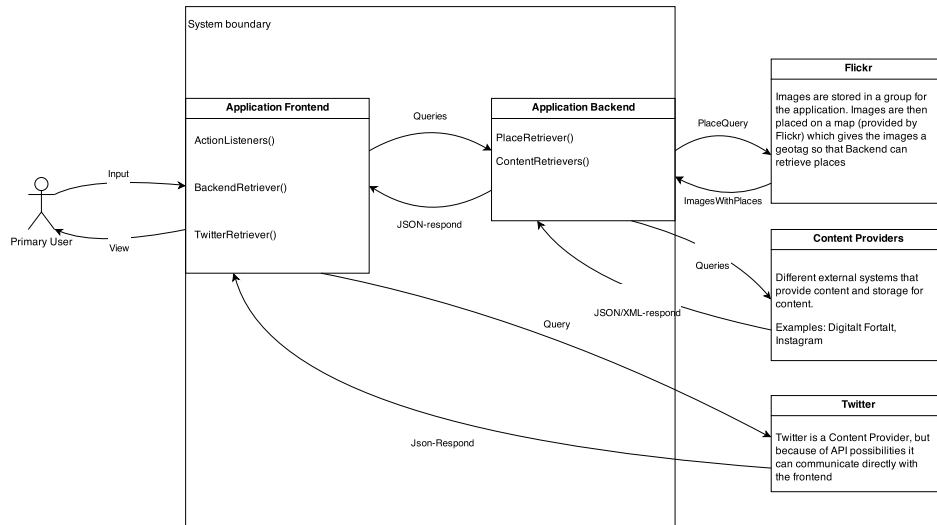 System boundary
Application Frontend
ActionListeners()
BackendRetriever()
TwitterRetriever()
Input
View
Primary User
Queries
JSON-respond
Application Backend
PlaceRetriever()
ContentRetrievers()
PlaceQuery
ImagesWithPlaces
Queries
JSON/XML-respond
Query
Json-Respond
Flickr
Images are stored in a group for
the application. Images are then
placed on a map (provided by
Flickr) which gives the images a
geotag so that Backend can
retrieve places
Content Providers
Different external systems that
provide content and storage for
content.
Examples: Digitalt Fortalt,
Instagram
Twitter
Twitter is a Content Provider, but
because of API possibilities it
can communicate directly with
the frontend